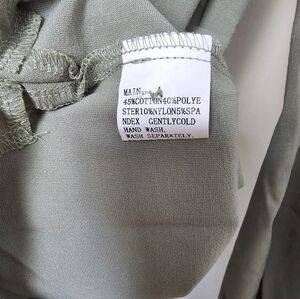 MAIN:
45%COTTON40%POLYE
STER10%NYLON5%SPA
NDEX GENTLYCOLD
HAND WASH,
WASH SEPARATELY,